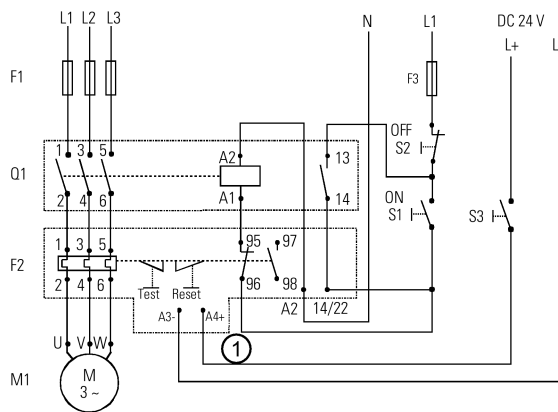 L1 L2 L3 N L1 DC 24 V
L+ L
F1 F3
OFF
S2
1 3 5 A2 13
Q1
2 4 6 A1 14
ON
S1 S3
1 3 5 95 97
F2
2 4 6 Test Reset 96 98
A3- A4+ A2 14/22
1
U V W
M1 M
3 ~